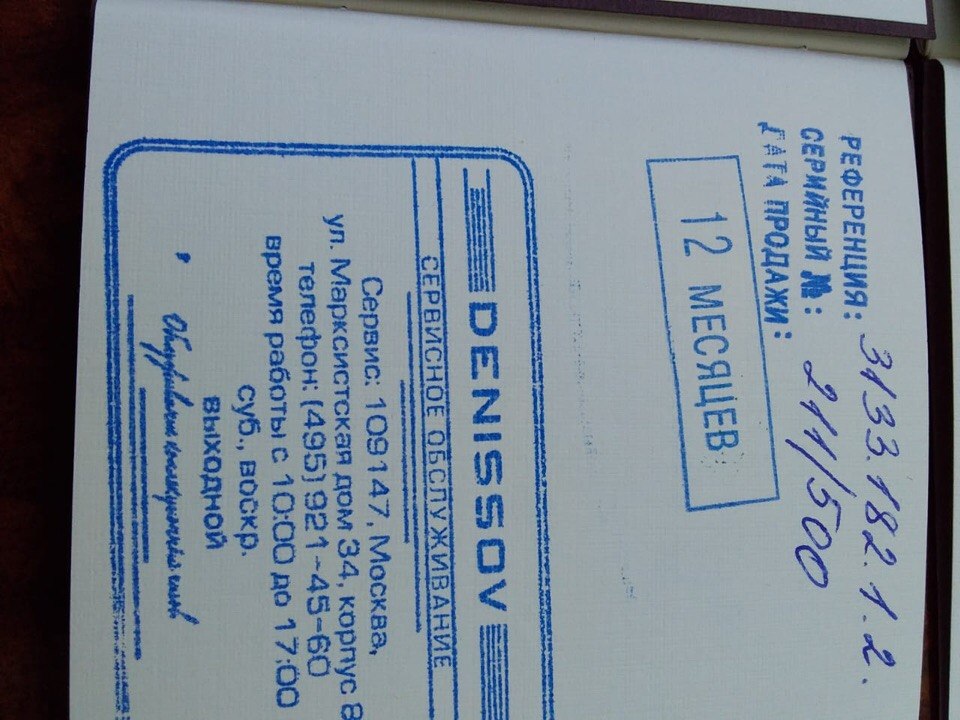 РЕФЕРЕНЦИЯ: 3133.182.1.2.
СЕРИЙНЫЙ №: 211/500
ДАТА ПРОДАЖИ:
12 МЕСЯЦЕВ
DENISSOV
СЕРВИСНОЕ ОБСЛУЖИВАНИЕ
Сервис: 109147, Москва,
ул. Марксистская дом 34, корпус 8
телефон: (495) 921-45-60
время работы с 10:00 до 17:00
суб., воскр.
выходной